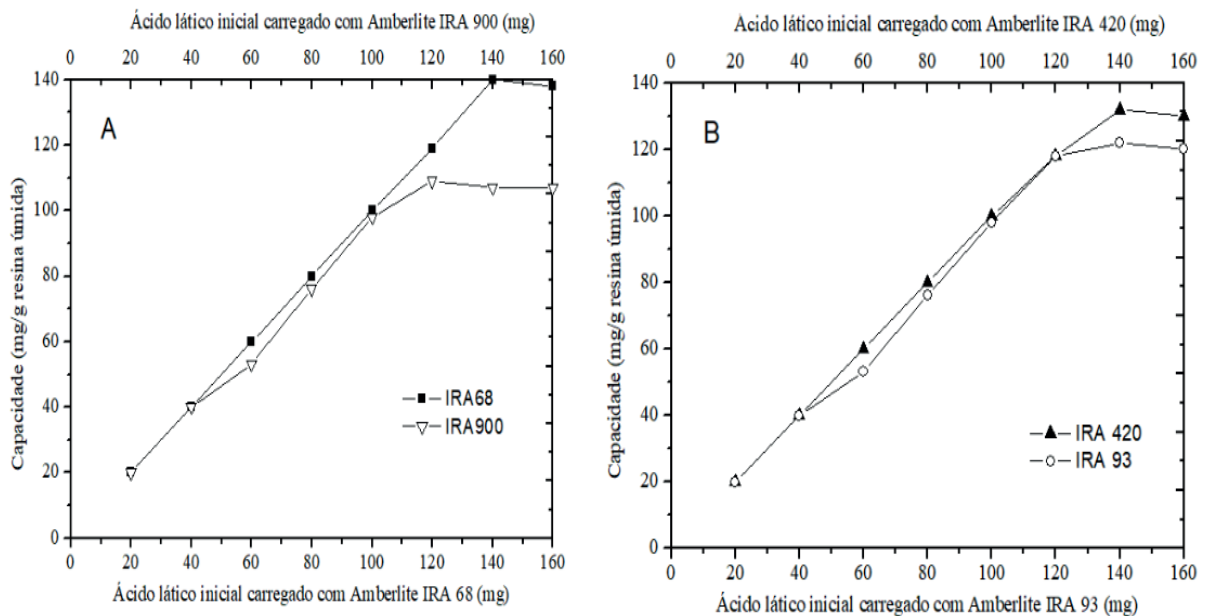 Ácido lático inicial carregado com Amberlite IRA 900 (mg)
0 20 40 60 80 100 120 140 160
140
120
100
80
60
40
20
0
Capacidade (mg/g resina úmida)
A
IRA68
IRA900
0 20 40 60 80 100 120 140 160
Ácido lático inicial carregado com Amberlite IRA 68 (mg)
Acido lático inicial carregado com Amberlite IRA 420 (mg)
0 20 40 60 80 100 120 140 160
140
120
100
80
60
40
20
0
Capacidade (mg/g resina úmida)
B
IRA 420
IRA 93
0 20 40 60 80 100 120 140 160
Ácido lático inicial carregado com Amberlite IRA 93 (mg)